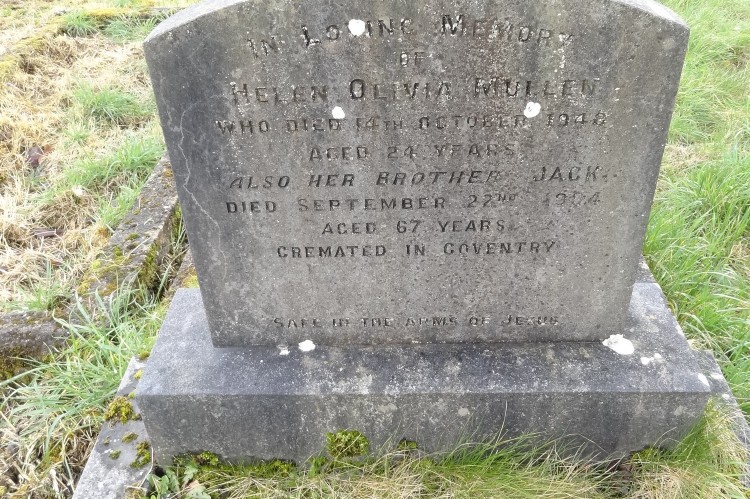 In Loving Memory
of
Helen Olivia Mullen
who died 14th October 1948
aged 24 years
also her brother Jack
died September 22nd
aged 67 years
cremated in Coventry
Safe in the arms of Jesus